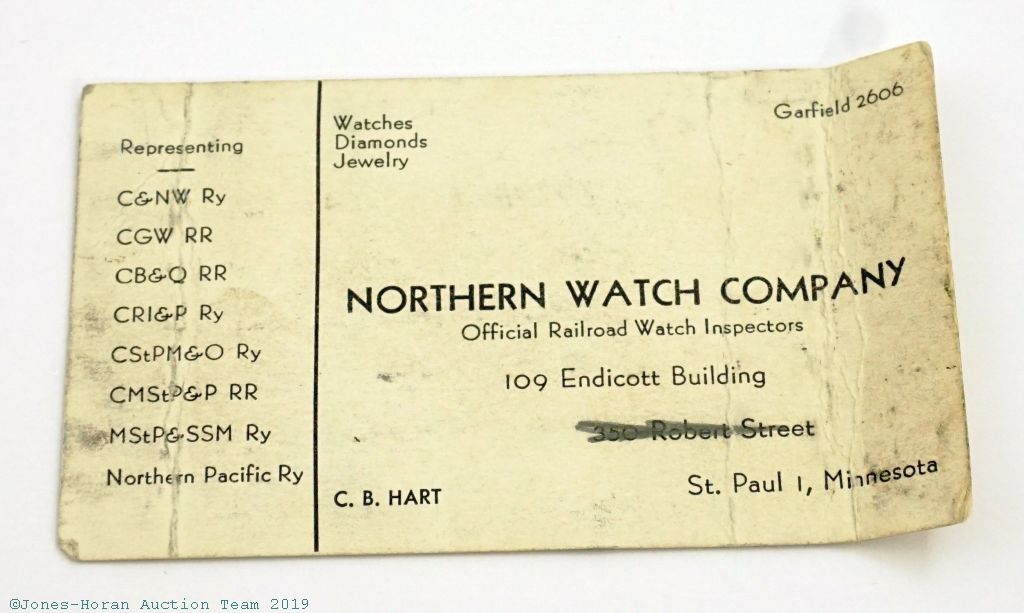 Representing
C&NW Ry
CGW RR
CB&Q RR
CRI&P Ry
CStPM&O Ry
CMStP&P RR
MStP&SSM Ry
Northern Pacific Ry
Watches
Diamonds
Jewelry
Garfield 2606
NORTHERN WATCH COMPANY
Official Railroad Watch Inspectors
109 Endicott Building
350 Robert Street
St. Paul 1, Minnesota
C. B. HART
©Jones-Horan Auction Team 2019